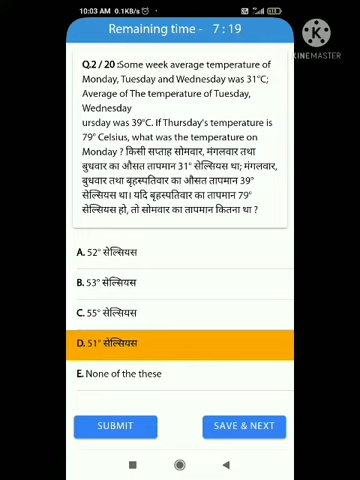 10:03 AM 0.1KB/s
Remaining time - 7 : 19
KINEMASTER
Q.2 / 20 :Some week average temperature of
Monday, Tuesday and Wednesday was 31°C;
Average of The temperature of Tuesday,
Wednesday
ursday was 39°C. If Thursday's temperature is
79° Celsius, what was the temperature on
Monday ? किसी सप्ताह सोमवार, मंगलवार तथा
बुधवार का औसत तापमान 31° सेल्सियस था; मंगलवार,
बुधवार तथा बृहस्पतिवार का औसत तापमान 39°
सेल्सियस था। यदि बृहस्पतिवार का तापमान 79°
सेल्सियस हो, तो सोमवार का तापमान कितना था ?
A. 52° सेल्सियस
B. 53° सेल्सियस
C. 55° सेल्सियस
D. 51° सेल्सियस
E. None of the these
SUBMIT
SAVE & NEXT